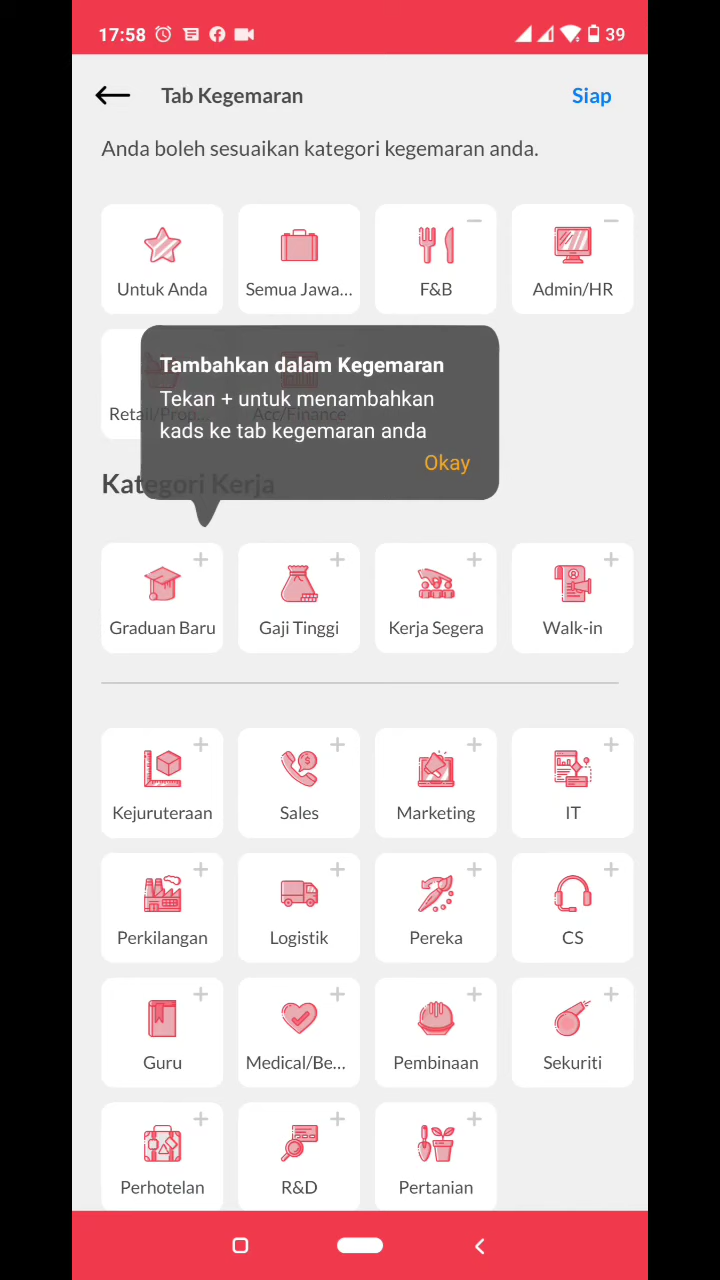 17:58
39
Tab Kegemaran
Siap
Anda boleh sesuaikan kategori kegemaran anda.
Untuk Anda
Semua Jawa...
F&B
Admin/HR
Retail/Prog...
Acc/Finance
Tambahkan dalam Kegemaran
Tekan + untuk menambahkan
kads ke tab kegemaran anda
Okay
Kategori Kerja
Graduan Baru
Gaji Tinggi
Kerja Segera
Walk-in
Kejuruteraan
Sales
Marketing
IT
Perkilangan
Logistik
Pereka
CS
Guru
Medical/Be...
Pembinaan
Sekuriti
Perhotelan
R&D
Pertanian